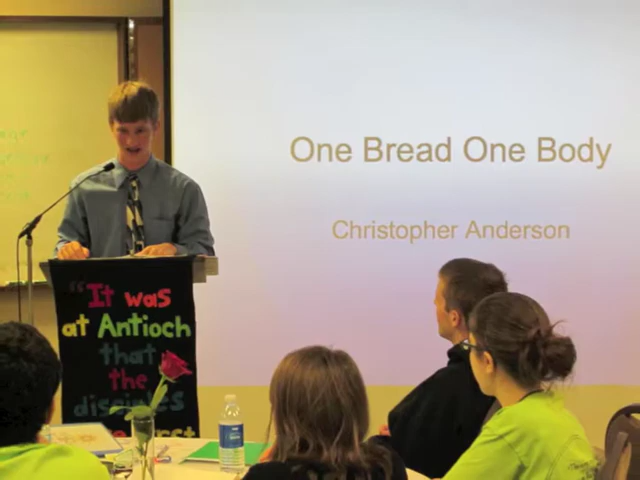 One Bread One Body
Christopher Anderson
"It was
at Antioch
that
the
disciples